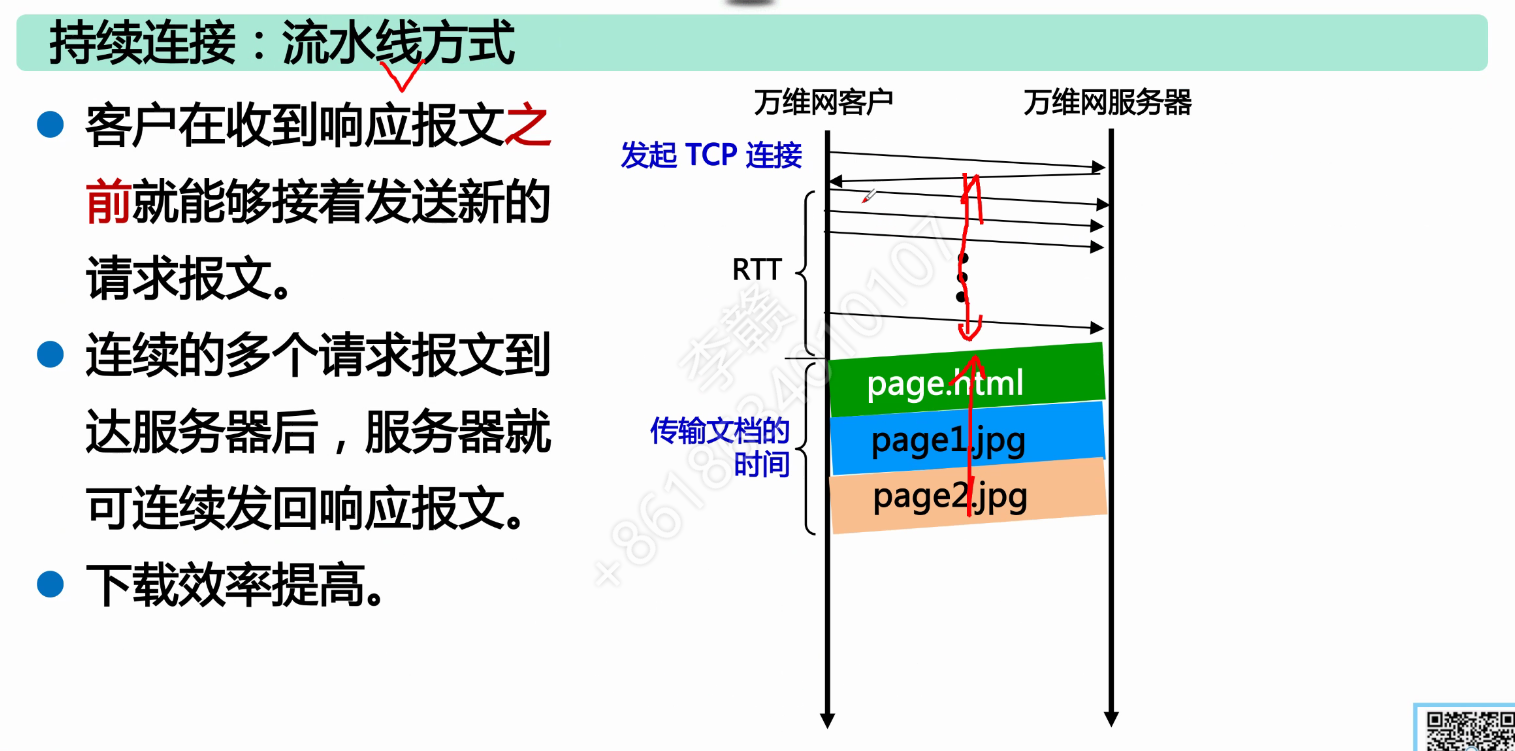 持续连接：流水线方式
客户在收到响应报文之
前就能够接着发送新的
请求报文。
连续的多个请求报文到
达服务器后，服务器就
可连续发回响应报文。
下载效率提高。
万维网客户
万维网服务器
发起 TCP 连接
RTT
page.html
page1.jpg
page2.jpg
传输文档的
时间
李赣